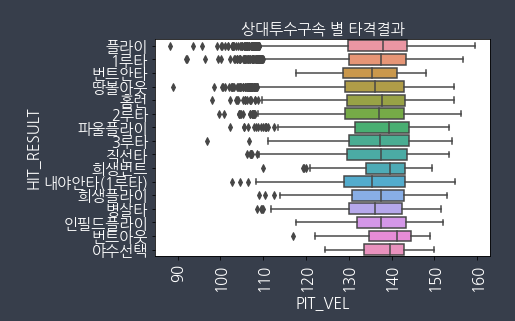 상대투수구속 별 타격결과
HIT_RESULT
플라이
1루타
번트안타
땅볼아웃
홈런
2루타
파울플라이
3루타
직선타
희생번트
내야안타(1루타)
희생플라이
병살타
인필드플라이
번트아웃
야수선택
90 100 110 120 130 140 150 160
PIT_VEL